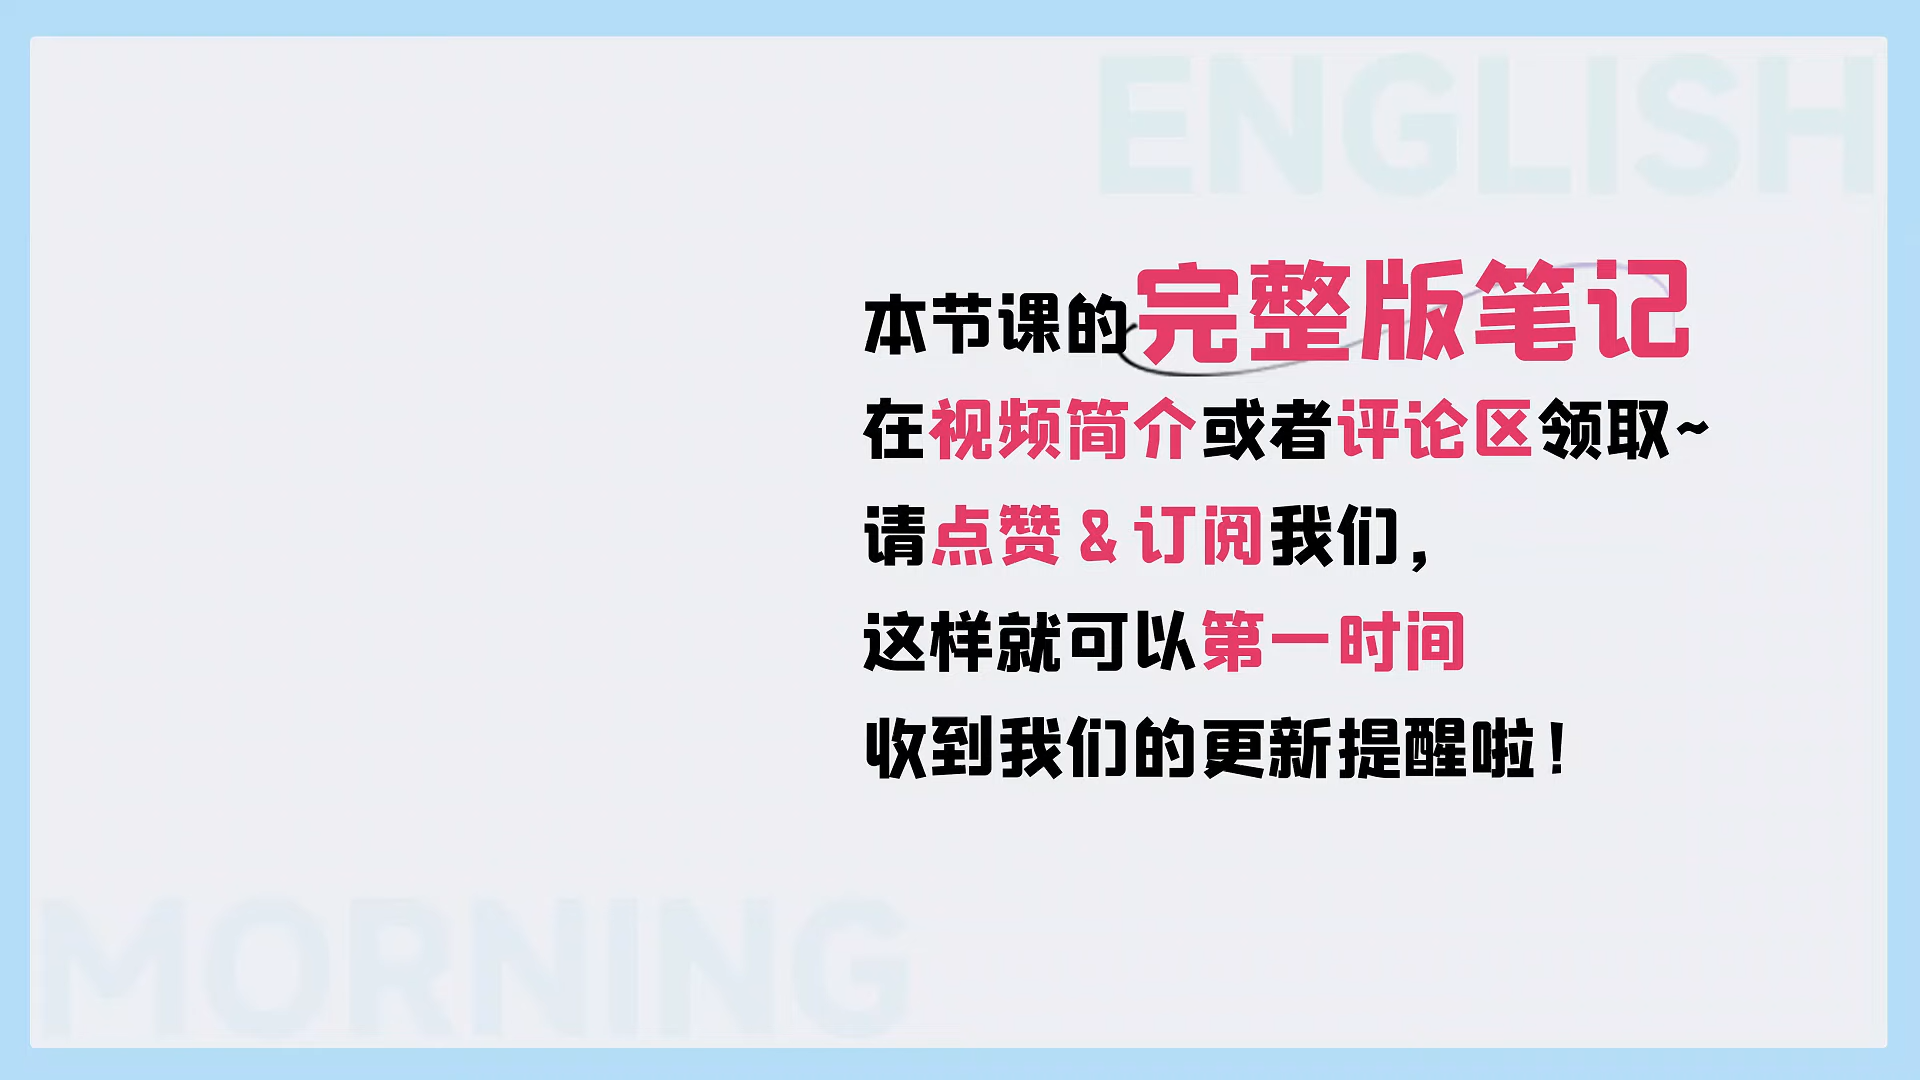 ENGLISH
本节课的完整版笔记
在视频简介或者评论区领取~
请点赞&订阅我们，
这样就可以第一时间
收到我们的更新提醒啦！
MORNING